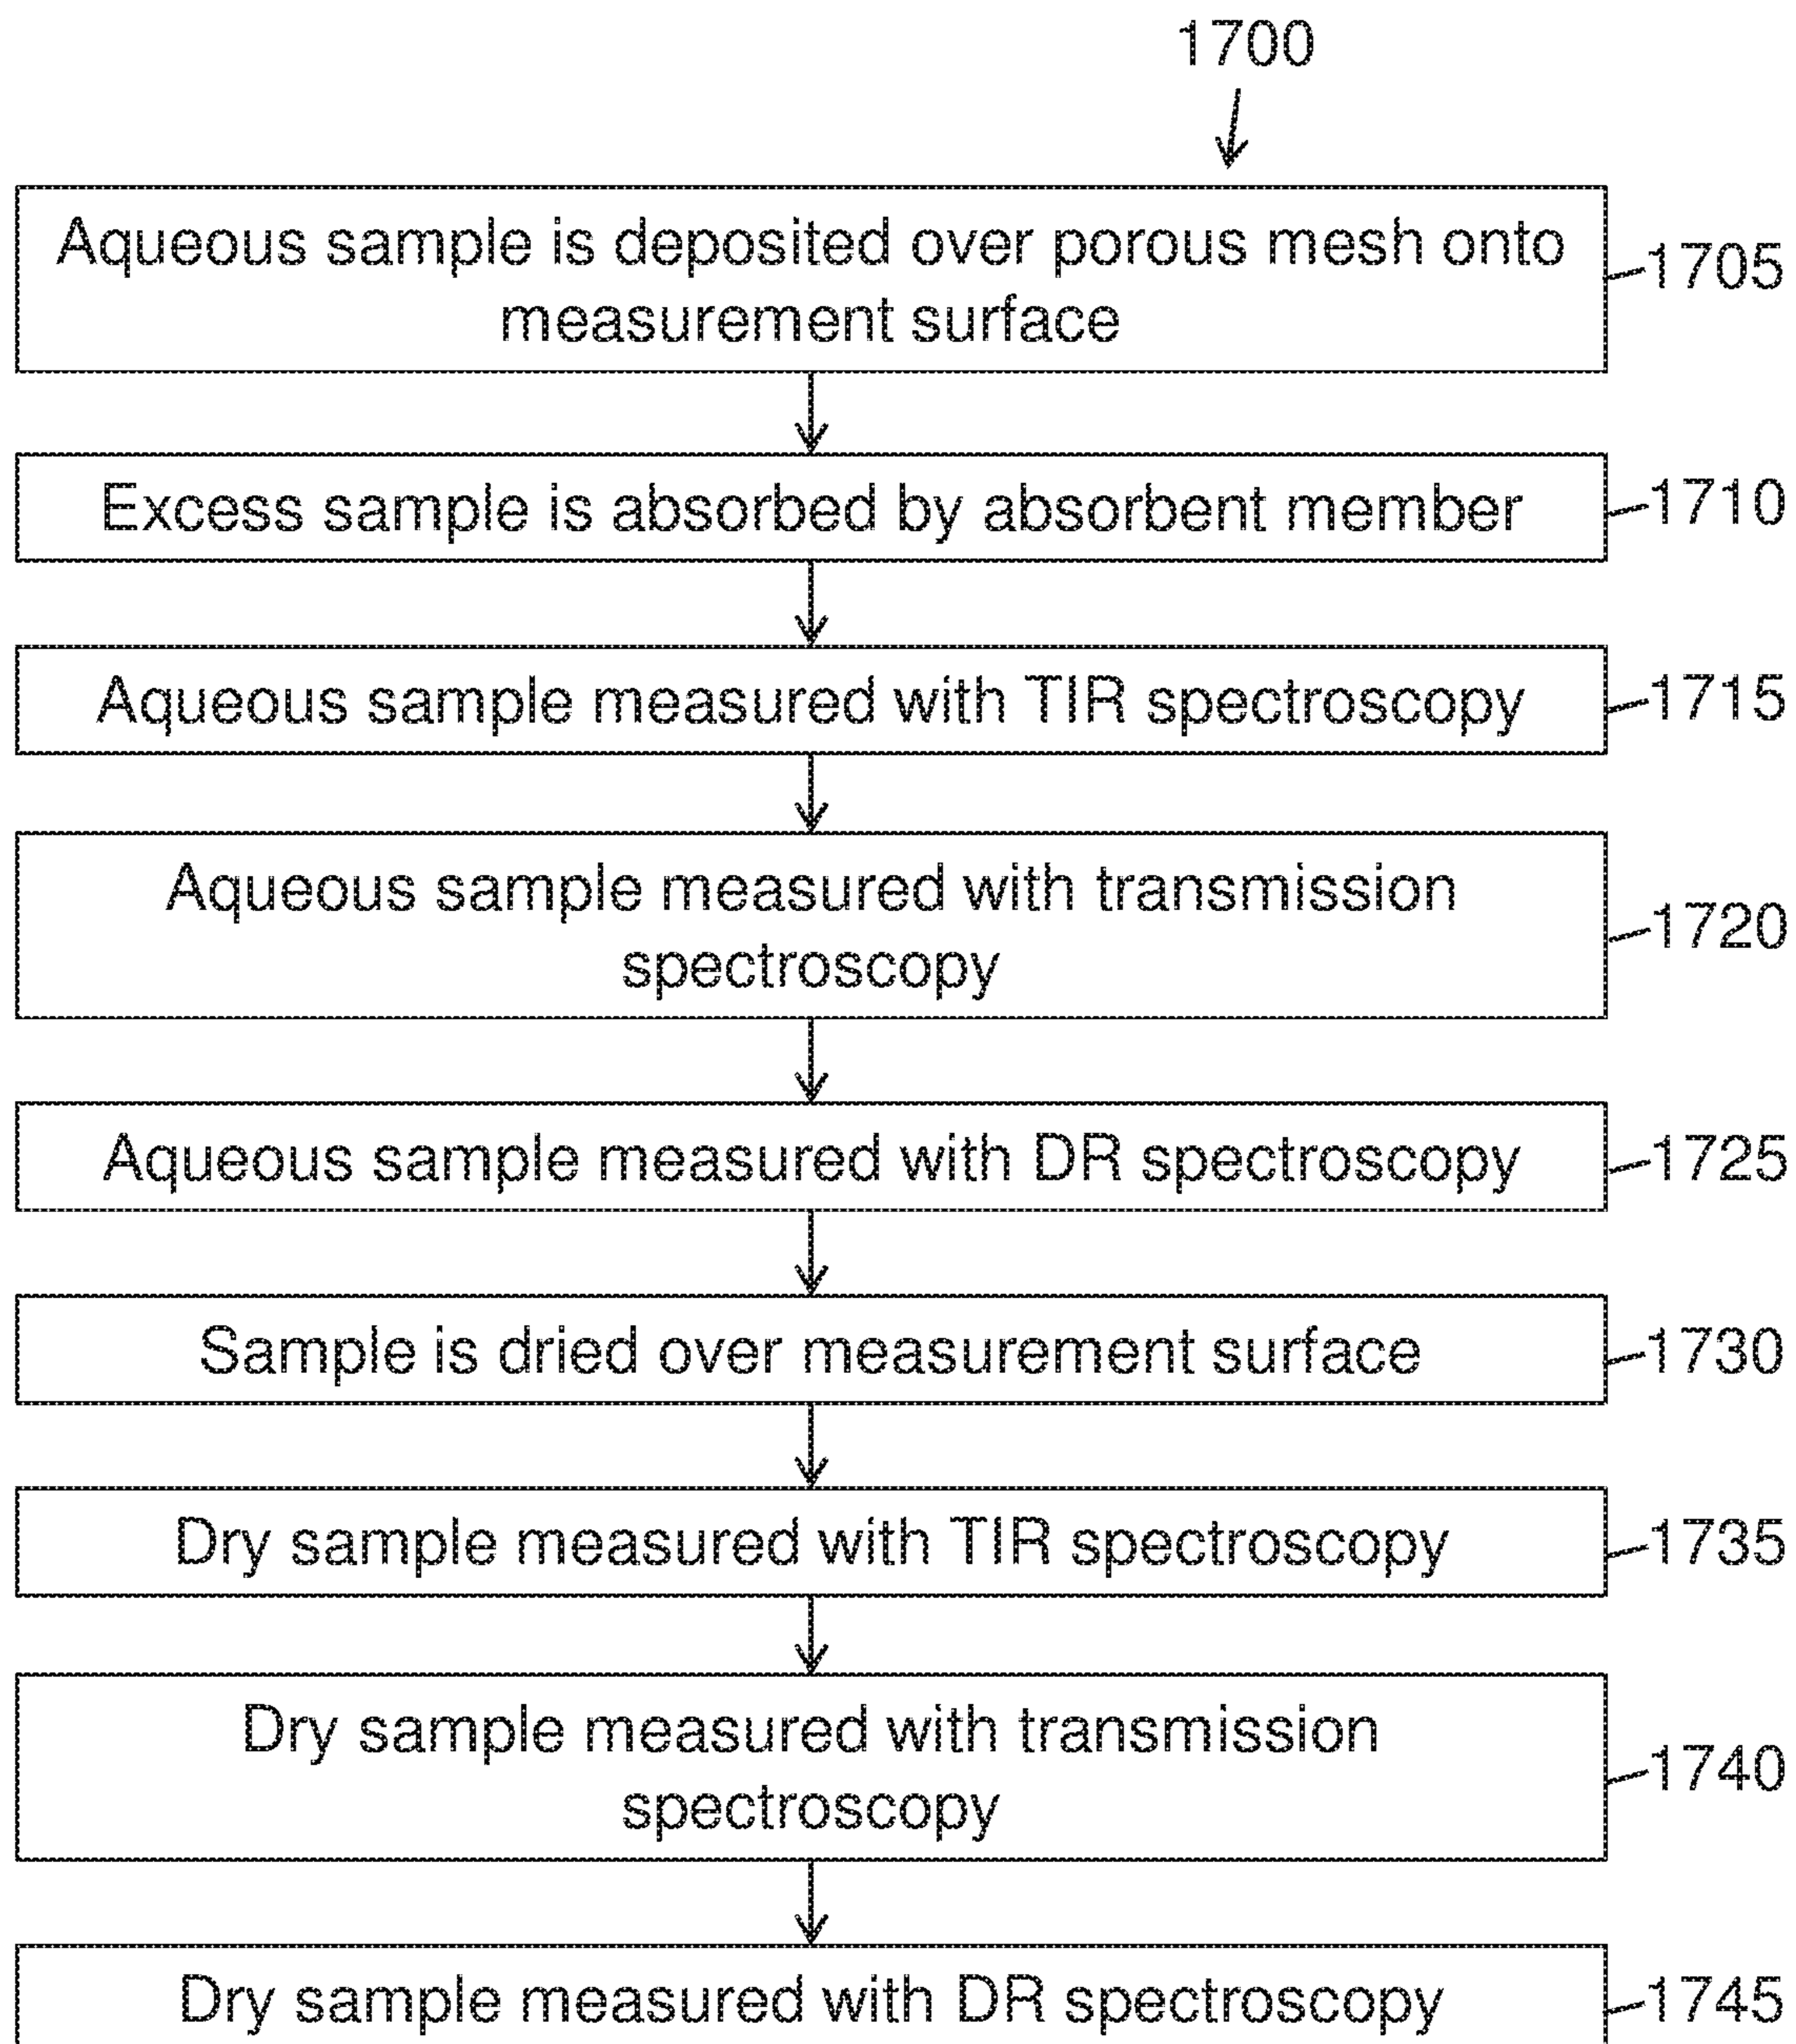 1700
Aqueous sample is deposited over porous mesh onto
measurement surface
1705
Excess sample is absorbed by absorbent member
1710
Aqueous sample measured with TIR spectroscopy
1715
Aqueous sample measured with transmission
spectroscopy
1720
Aqueous sample measured with DR spectroscopy
1725
Sample is dried over measurement surface
1730
Dry sample measured with TIR spectroscopy
1735
Dry sample measured with transmission
spectroscopy
1740
Dry sample measured with DR spectroscopy
1745